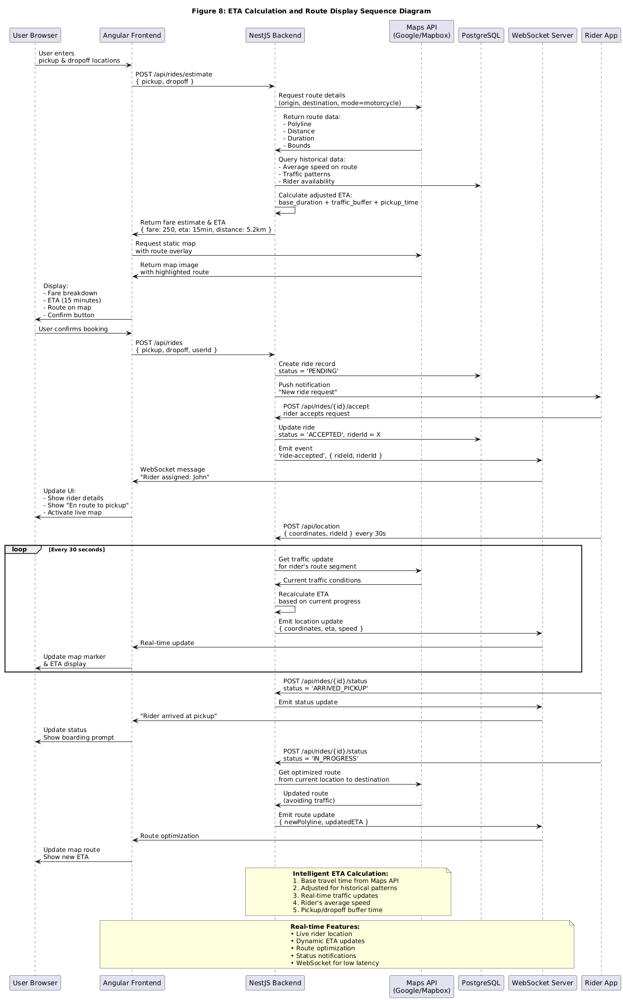 Figure 8: ETA Calculation and Route Display Sequence Diagram
User Browser
Angular Frontend
NestJS Backend
Maps API
(Google/Mapbox)
PostgreSQL
WebSocket Server
Rider App
User enters
pickup & dropoff locations
POST /api/rides/estimate
{ pickup, dropoff }
Request route details
(origin, destination, mode=motorcycle)
Return route data:
- Polyline
- Distance
- Duration
- Bounds
Query historical data:
- Average speed on route
- Traffic patterns
- Rider availability
Calculate adjusted ETA:
base_duration + traffic_buffer + pickup_time
Return fare estimate & ETA
{ fare: 250, eta: 15min, distance: 5.2km }
Request static map
with route overlay
Return map image
with highlighted route
Display:
- Fare breakdown
- ETA (15 minutes)
- Route on map
- Confirm button
User confirms booking
POST /api/rides
{ pickup, dropoff, userId }
Create ride record
status = 'PENDING'
Push notification
"New ride request"
POST /api/rides/{id}/accept
rider accepts request
Update ride
status = 'ACCEPTED', riderId = X
Emit event
'ride-accepted', { rideId, riderId }
WebSocket message
"Rider assigned: John"
Update UI:
- Show rider details
- Show "En route to pickup"
- Activate live map
POST /api/location
{ coordinates, rideId } every 30s
loop
[Every 30 seconds]
Get traffic update
for rider's route segment
Current traffic conditions
Recalculate ETA
based on current progress
Emit location update
{ coordinates, eta, speed }
Real-time update
Update map marker
& ETA display
POST /api/rides/{id}/status
status = 'ARRIVED_PICKUP'
Emit status update
"Rider arrived at pickup"
Update status
Show boarding prompt
POST /api/rides/{id}/status
status = 'IN_PROGRESS'
Get optimized route
from current location to destination
Updated route
(avoiding traffic)
Emit route update
{ newPolyline, updatedETA }
Route optimization
Update map route
Show new ETA
Intelligent ETA Calculation:
1. Base travel time from Maps API
2. Adjusted for historical patterns
3. Real-time traffic updates
4. Rider's average speed
5. Pickup/dropoff buffer time
Real-time Features:
• Live rider location
• Dynamic ETA updates
• Route optimization
• Status notifications
• WebSocket for low latency
User Browser
Angular Frontend
NestJS Backend
Maps API
(Google/Mapbox)
PostgreSQL
WebSocket Server
Rider App